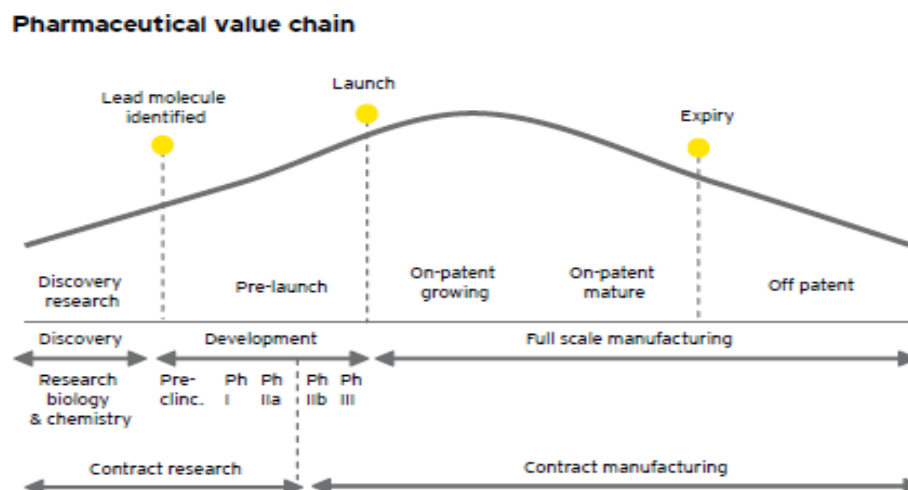 Pharmaceutical value chain
Lead molecule
identified
Launch
Expiry
Discovery
research
Pre-launch
On-patent
growing
On-patent
mature
Off patent
Discovery
Development
Full scale manufacturing
Research
biology
& chemistry
Pre-
clinc.
Ph
I
Ph
IIa
Ph
IIb
Ph
III
Contract research
Contract manufacturing